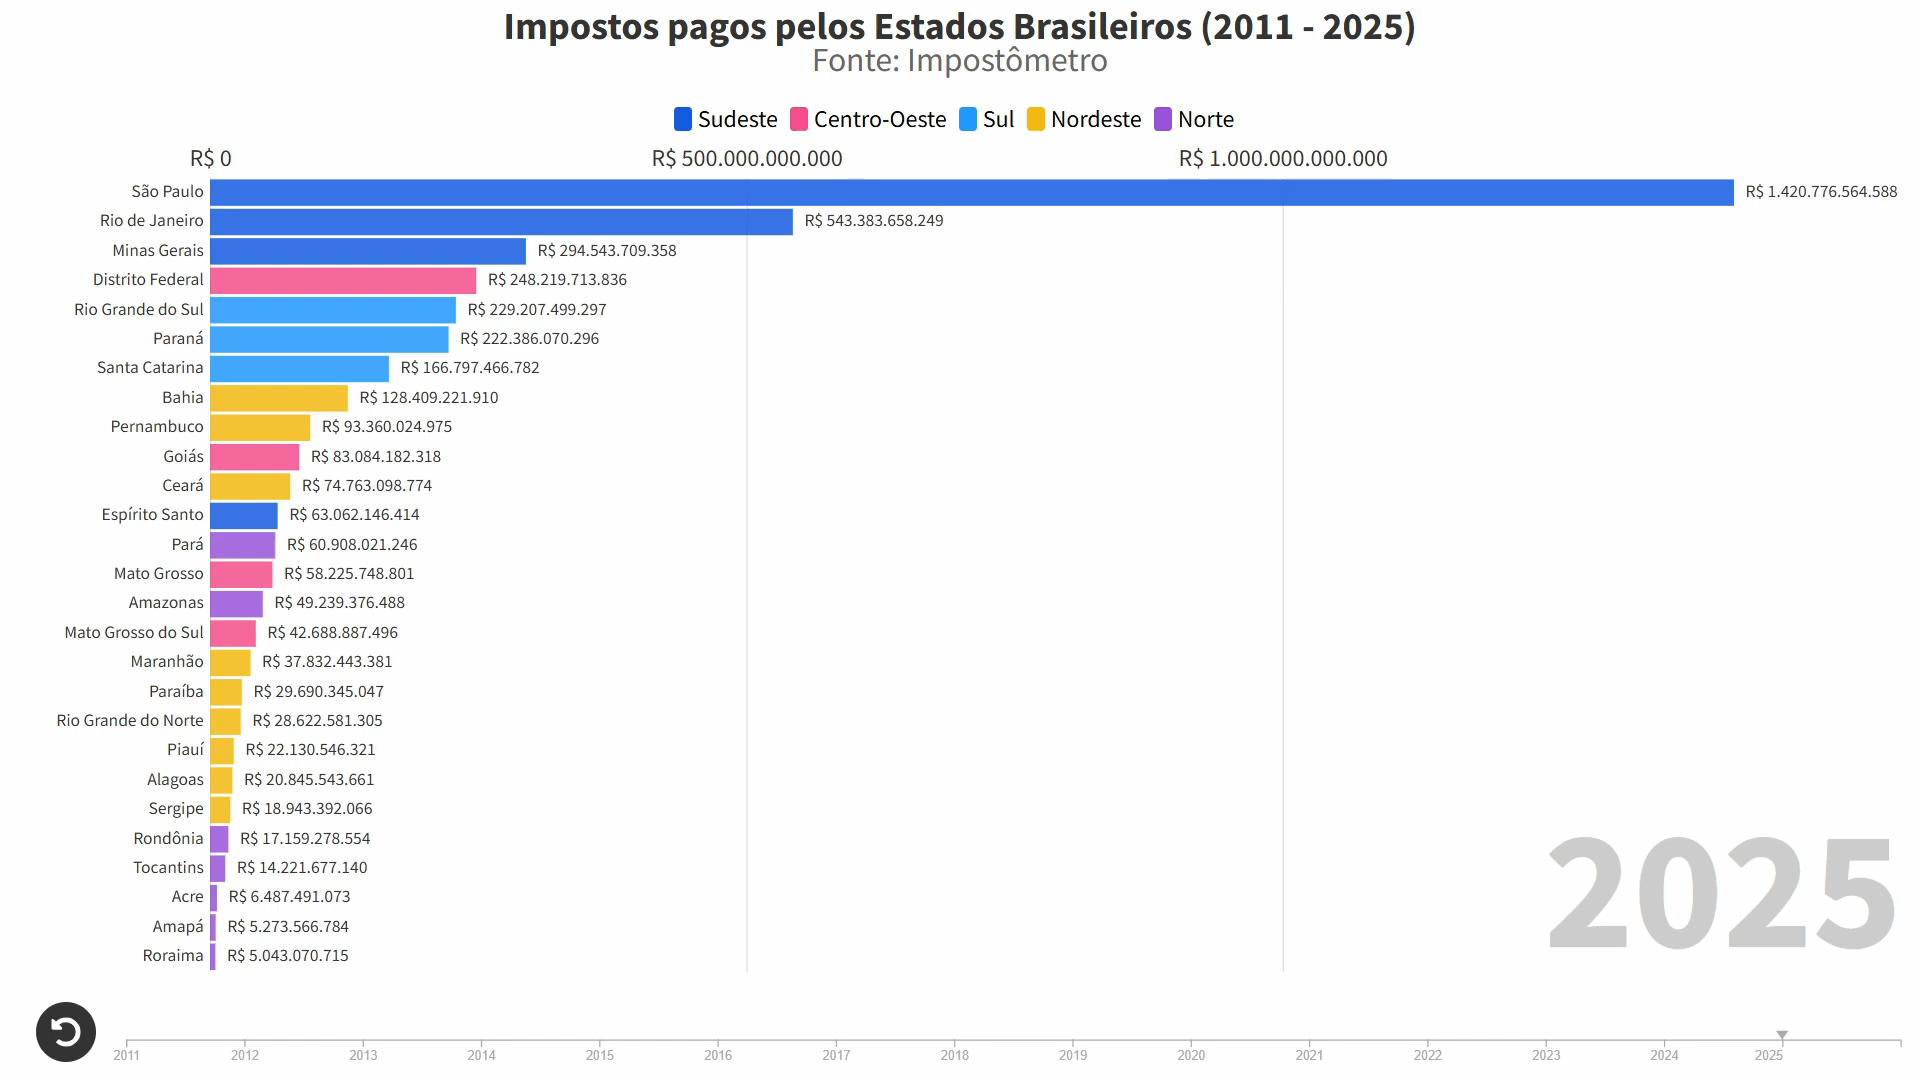 Impostos pagos pelos Estados Brasileiros (2011 - 2025)
Fonte: Impostômetro
Sudeste Centro-Oeste Sul Nordeste Norte
R$ 0 R$ 500.000.000.000 R$ 1.000.000.000.000
São Paulo R$ 1.420.776.564.588
Rio de Janeiro R$ 543.383.658.249
Minas Gerais R$ 294.543.709.358
Distrito Federal R$ 248.219.713.836
Rio Grande do Sul R$ 229.207.499.297
Paraná R$ 222.386.070.296
Santa Catarina R$ 166.797.466.782
Bahia R$ 128.409.221.910
Pernambuco R$ 93.360.024.975
Goiás R$ 83.084.182.318
Ceará R$ 74.763.098.774
Espírito Santo R$ 63.062.146.414
Pará R$ 60.908.021.246
Mato Grosso R$ 58.225.748.801
Amazonas R$ 49.239.376.488
Mato Grosso do Sul R$ 42.688.887.496
Maranhão R$ 37.832.443.381
Paraíba R$ 29.690.345.047
Rio Grande do Norte R$ 28.622.581.305
Piauí R$ 22.130.546.321
Alagoas R$ 20.845.543.661
Sergipe R$ 18.943.392.066
Rondônia R$ 17.159.278.554
Tocantins R$ 14.221.677.140
Acre R$ 6.487.491.073
Amapá R$ 5.273.566.784
Roraima R$ 5.043.070.715
2025
2011 2012 2013 2014 2015 2016 2017 2018 2019 2020 2021 2022 2023 2024 2025